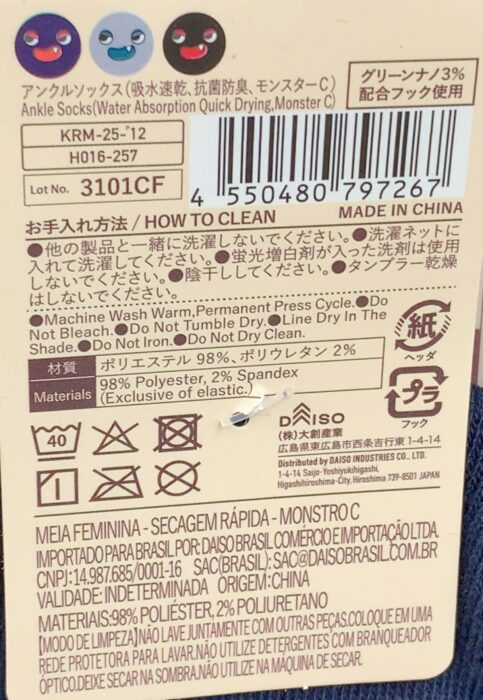 アンクルソックス(吸水速乾、抗菌防臭、モンスターC)
Ankle Socks(Water Absorption Quick Drying,Monster C)
グリーンナノ3%
配合フック使用
KRM-25-'12
H016-257
Lot No. 3101CF
4 550480 797267
お手入れ方法 / HOW TO CLEAN
MADE IN CHINA
●他の製品と一緒に洗濯しないでください。●洗濯ネットに
入れて洗濯してください。●蛍光増白剤が入った洗剤は使用
しないでください。●陰干ししてください。●タンブラー乾燥
はしないでください。
●Machine Wash Warm,Permanent Press Cycle.●Do
Not Bleach.●Do Not Tumble Dry.●Line Dry In The
Shade.●Do Not Iron.●Do Not Dry Clean.
紙
ヘッダ
材質 ポリエステル 98%、ポリウレタン 2%
Materials 98% Polyester, 2% Spandex
(Exclusive of elastic.)
プラ
フック
40
DAISO
(株)大創産業
広島県東広島市西条吉行東 1-4-14
Distributed by DAISO INDUSTRIES CO., LTD.
1-4-14 Saijo-Yoshiyukihigashi,
Higashihiroshima-City, Hiroshima 739-8501 JAPAN
MEIA FEMININA - SECAGEM RÁPIDA - MONSTRO C
IMPORTADO PARA BRASIL POR: DAISO BRASIL COMÉRCIO E IMPORTAÇÃO LTDA.
CNPJ: 14.987.685/0001-16 SAC(BRASIL): SAC@DAISOBRASIL.COM.BR
VALIDADE: INDETERMINADA ORIGEM: CHINA
MATERIAIS:98% POLIÉSTER, 2% POLIURETANO
[MODO DE LIMPEZA]NÃO LAVE JUNTAMENTE COM OUTRAS PEÇAS.COLOQUE EM UMA
REDE PROTETORA PARA LAVAR.NÃO UTILIZE DETERGENTES COM BRANQUEADOR
ÓPTICO.DEIXE SECAR NA SOMBRA.NÃO UTILIZE NA MAQUINA DE SECAR.